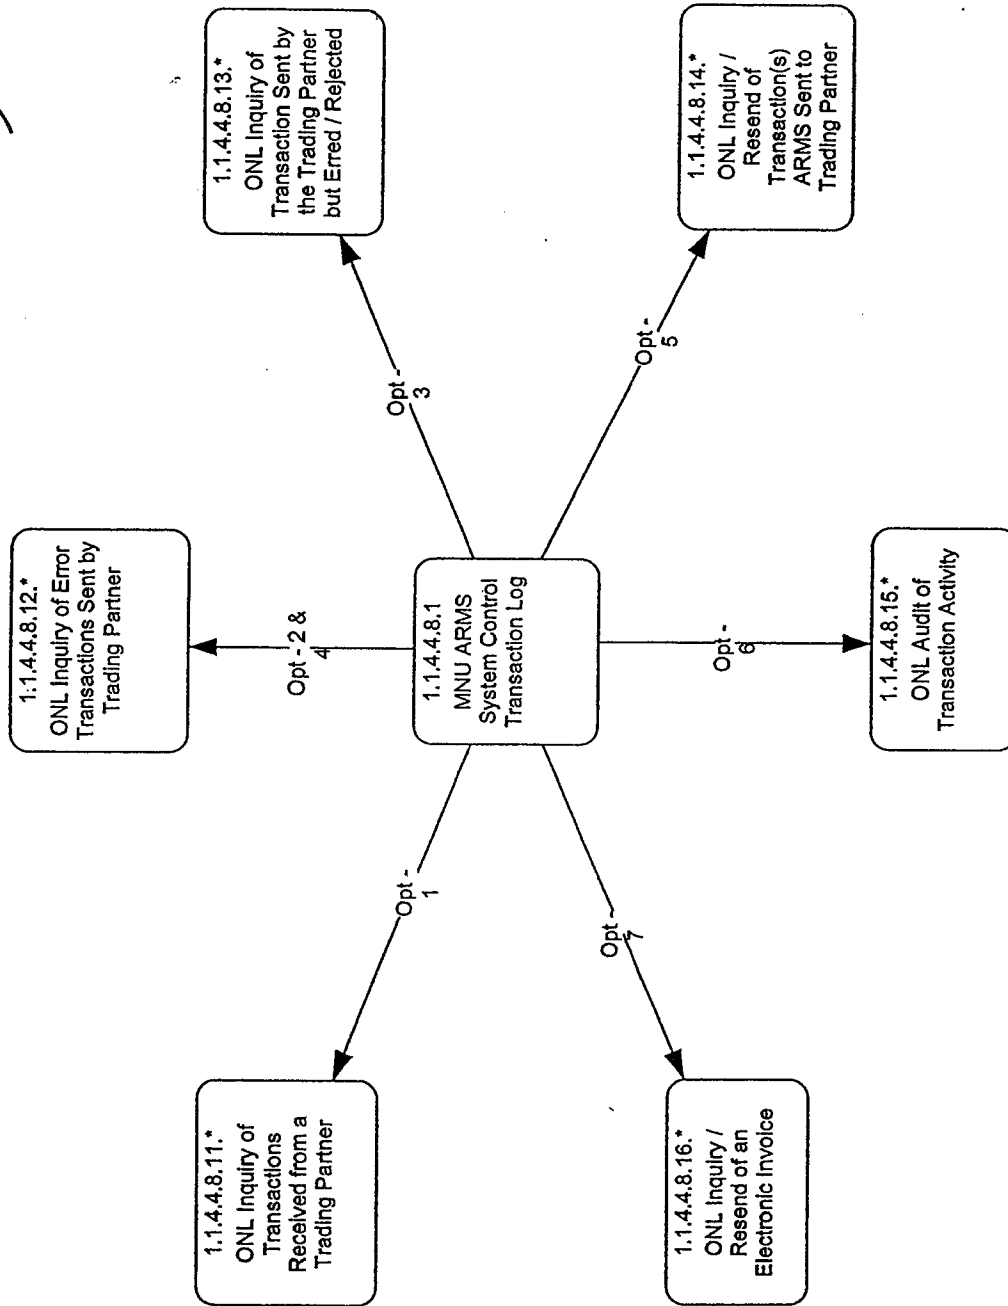 1:1.4.4.8.12.*
ONL Inquiry of Error
Transactions Sent by
Trading Partner
1.1.4.4.8.11.*
ONL Inquiry of
Transactions
Received from a
Trading Partner
1.1.4.4.8.13.*
ONL Inquiry of
Transaction Sent by
the Trading Partner
but Erred / Rejected
Opt - 2 &
4
Opt -
1
Opt -
3
1.1.4.4.8.1
MNU ARMS
System Control
Transaction Log
Opt -
7
Opt -
5
Opt -
6
1.1.4.4.8.16.*
ONL Inquiry /
Resend of an
Electronic Invoice
1.1.4.4.8.14.*
ONL Inquiry /
Resend of
Transaction(s)
ARMS Sent to
Trading Partner
1.1.4.4.8.15.*
ONL Audit of
Transaction Activity